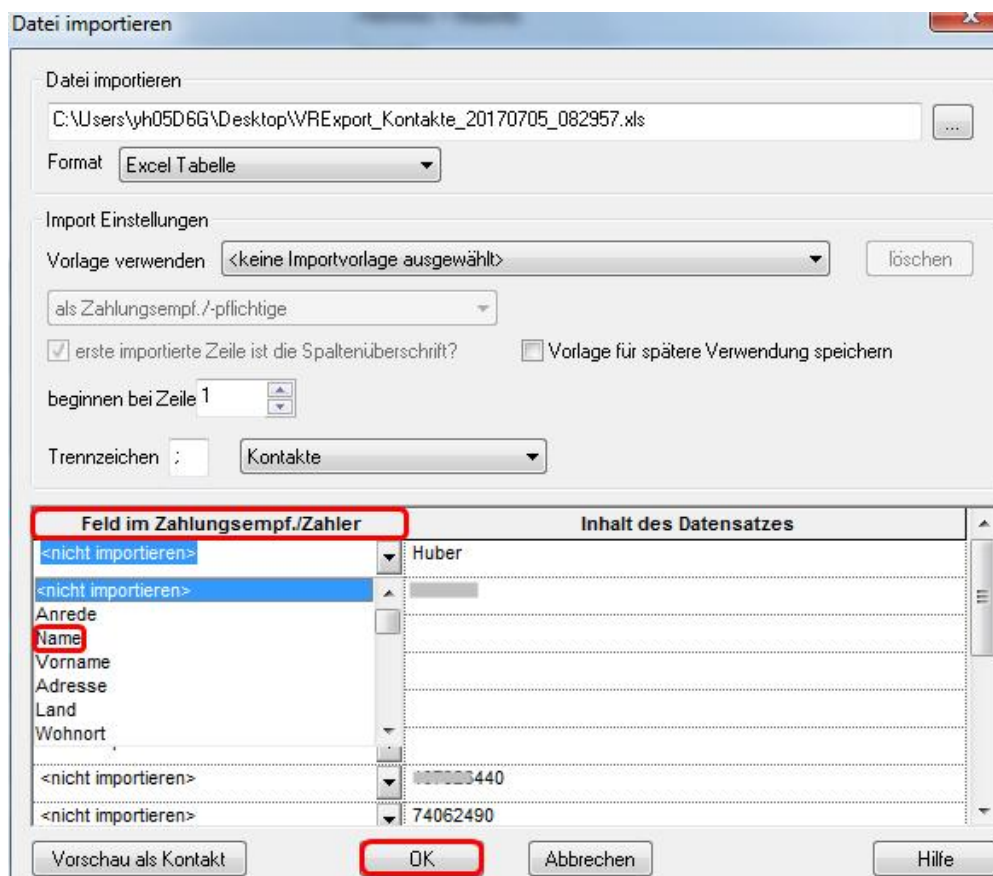 Datei importieren
Datei importieren
C:\Users\yh05D6G\Desktop\VRExport_Kontakte_20170705_082957.xls
...
Format Excel Tabelle
Import Einstellungen
Vorlage verwenden <keine Importvorlage ausgewählt> löschen
als Zahlungsempf./-pflichtige
erste importierte Zeile ist die Spaltenüberschrift? Vorlage für spätere Verwendung speichern
beginnen bei Zeile 1
Trennzeichen ; Kontakte
Feld im Zahlungsempf./Zahler Inhalt des Datensatzes
<nicht importieren> Huber
<nicht importieren>
Anrede
Name
Vorname
Adresse
Land
Wohnort
<nicht importieren> 440
<nicht importieren> 74062490
Vorschau als Kontakt OK Abbrechen Hilfe